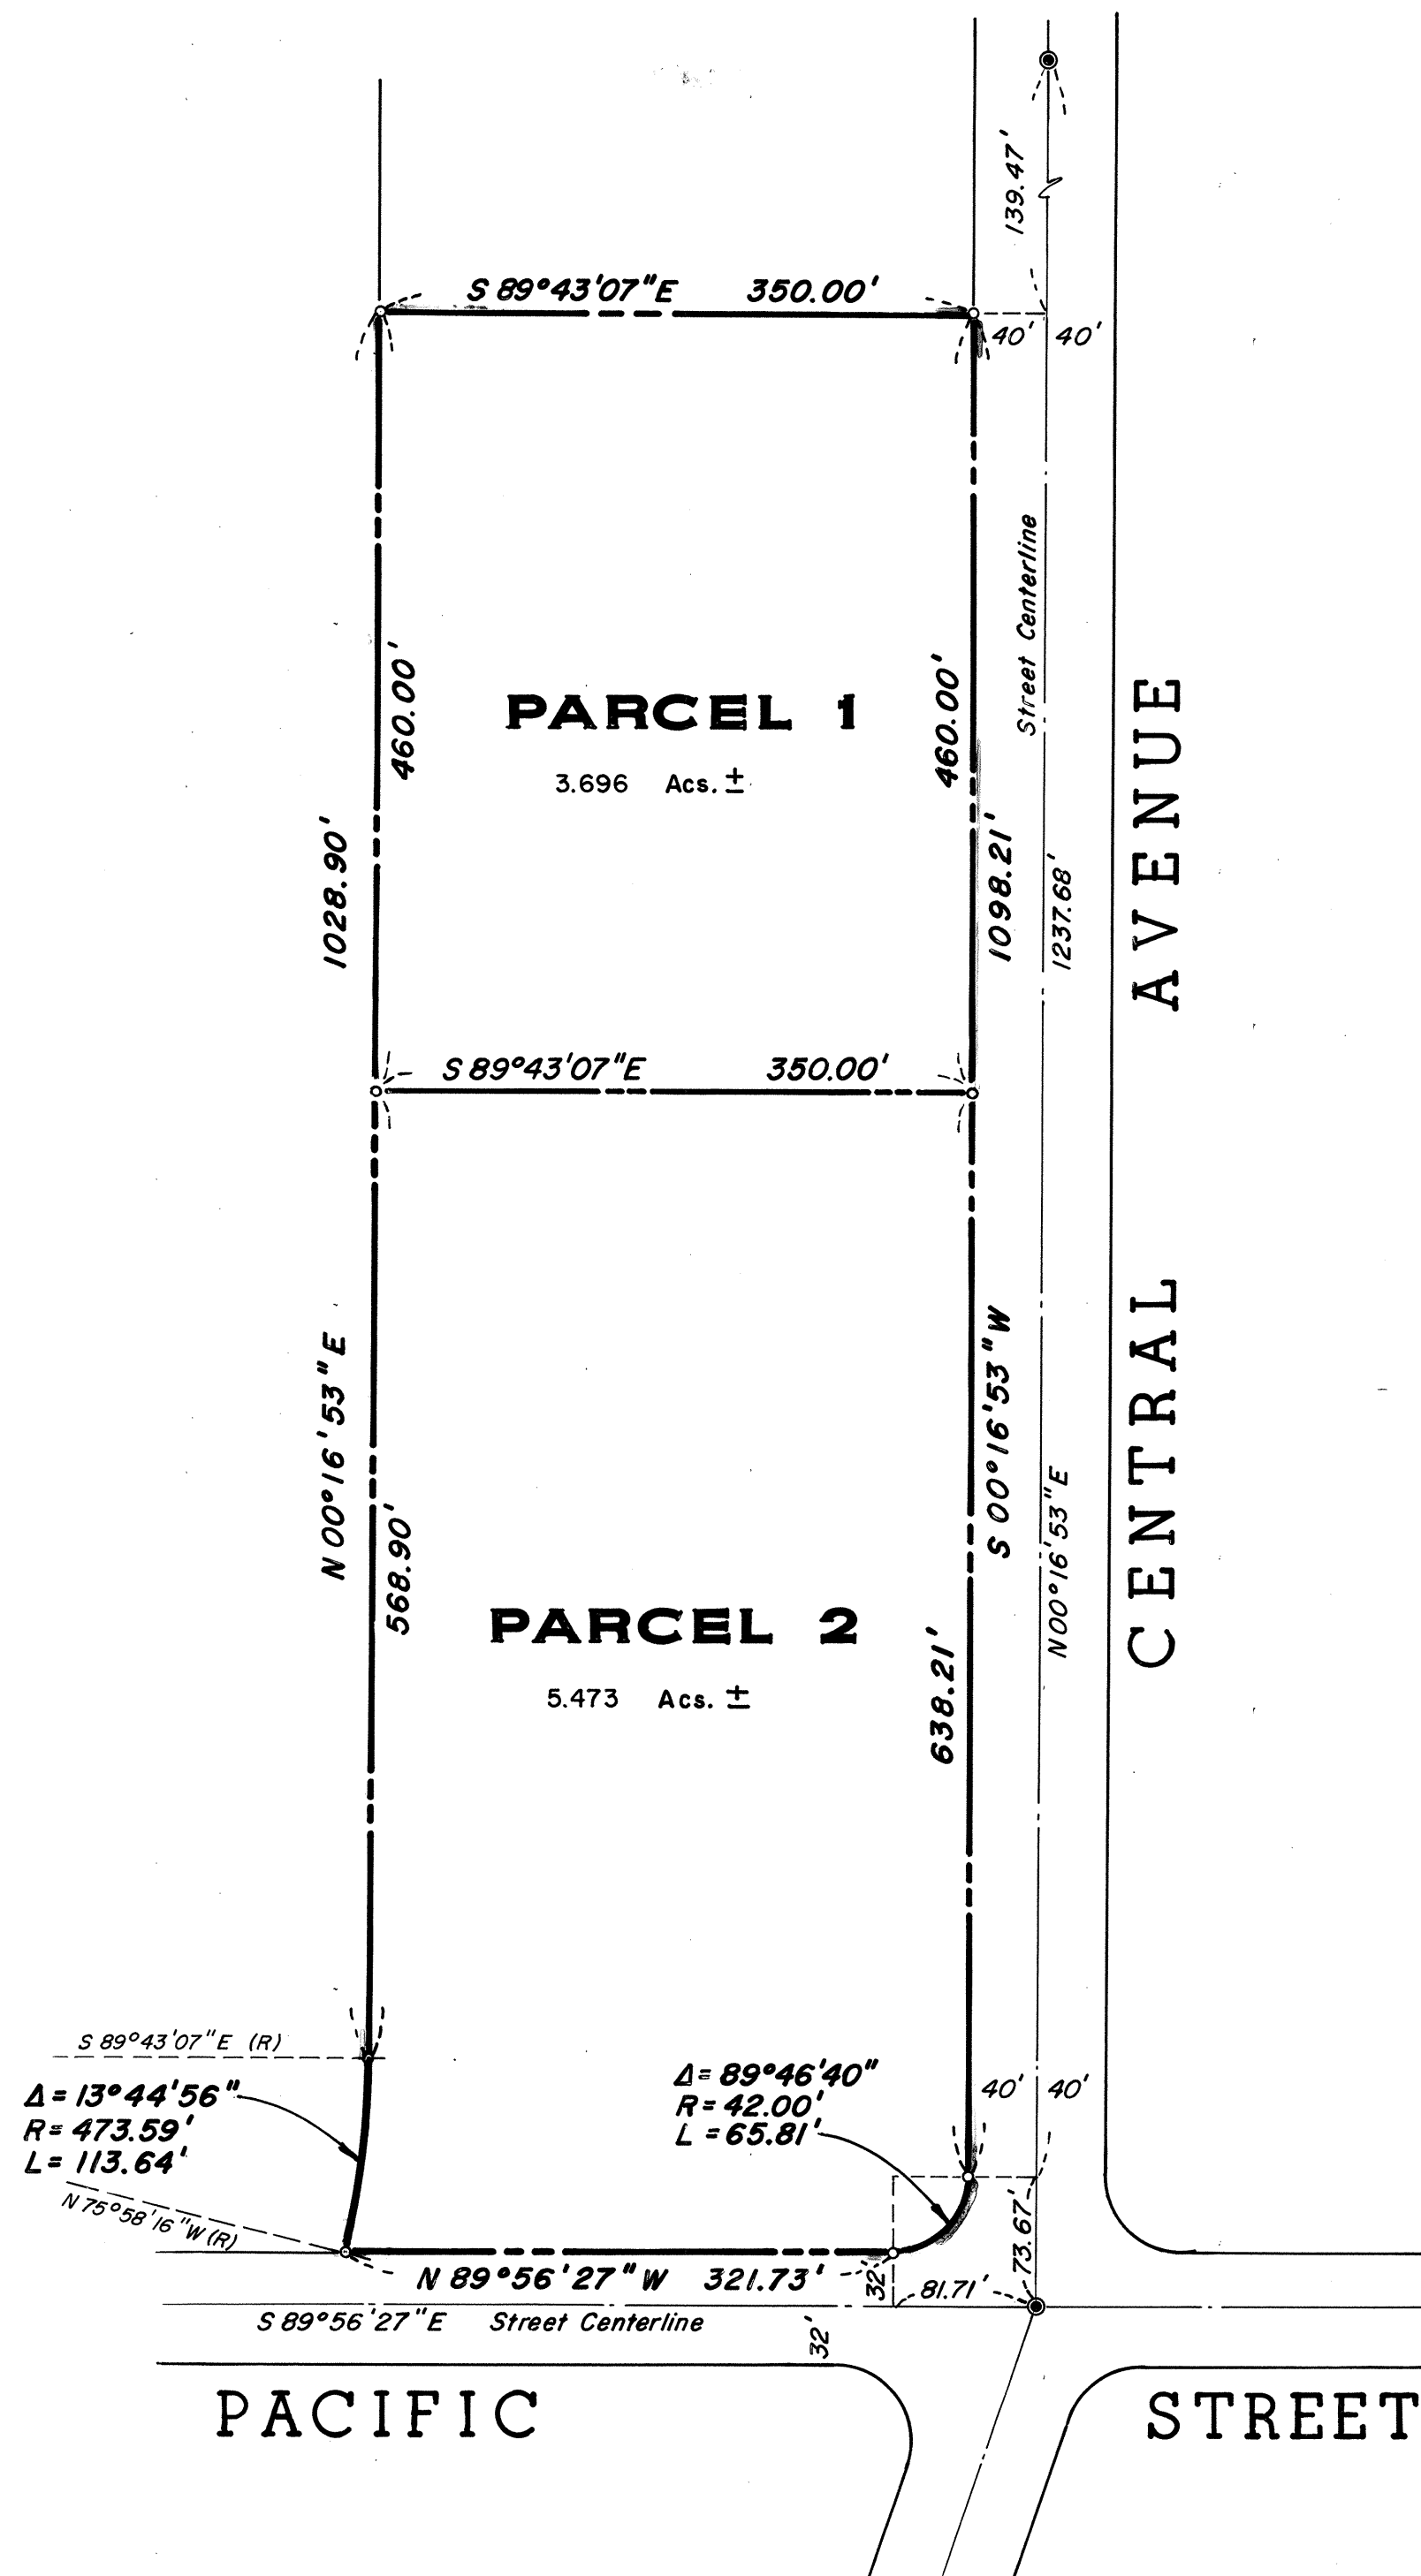 139.47'
S 89°43'07"E 350.00'
40' 40'
Street Centerline
460.00'
460.00'
PARCEL 1
3.696 Acs. ±
1028.90'
1098.21'
1237.68'
AVENUE
S 89°43'07"E 350.00'
CENTRAL
N 00°16'53"E
S 00°16'53"W
N 00°16'53"E
568.90'
PARCEL 2
5.473 Acs. ±
638.21'
S 89°43'07"E (R)
Δ= 13°44'56"
R= 473.59'
L= 113.64'
N 75°58'16"W (R)
Δ= 89°46'40"
R= 42.00'
L = 65.81'
40' 40'
73.67'
N 89°56'27"W 321.73'
32'
81.71'
S 89°56'27"E Street Centerline
32'
PACIFIC STREET